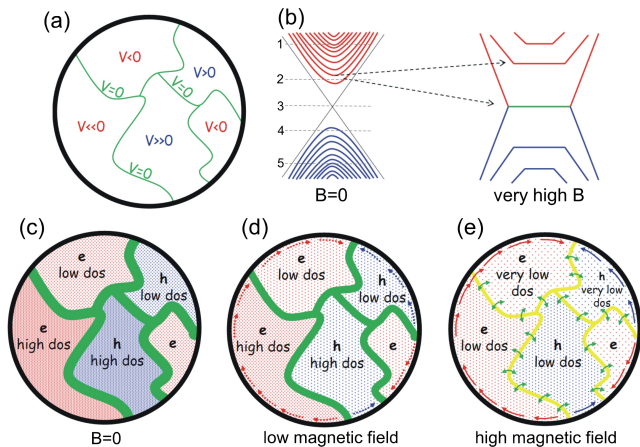 (a)
V<0
V>0
V=0
V=0
V<<0
V>>0
V<0
V=0
(b)
1
2
3
4
5
B=0
very high B
(c)
e
low dos
h
low dos
e
high dos
h
high dos
e
B=0
(d)
e
low dos
h
low dos
e
high dos
h
high dos
e
low magnetic field
(e)
e
very low
dos
h
very low
dos
e
low dos
h
low dos
e
high magnetic field